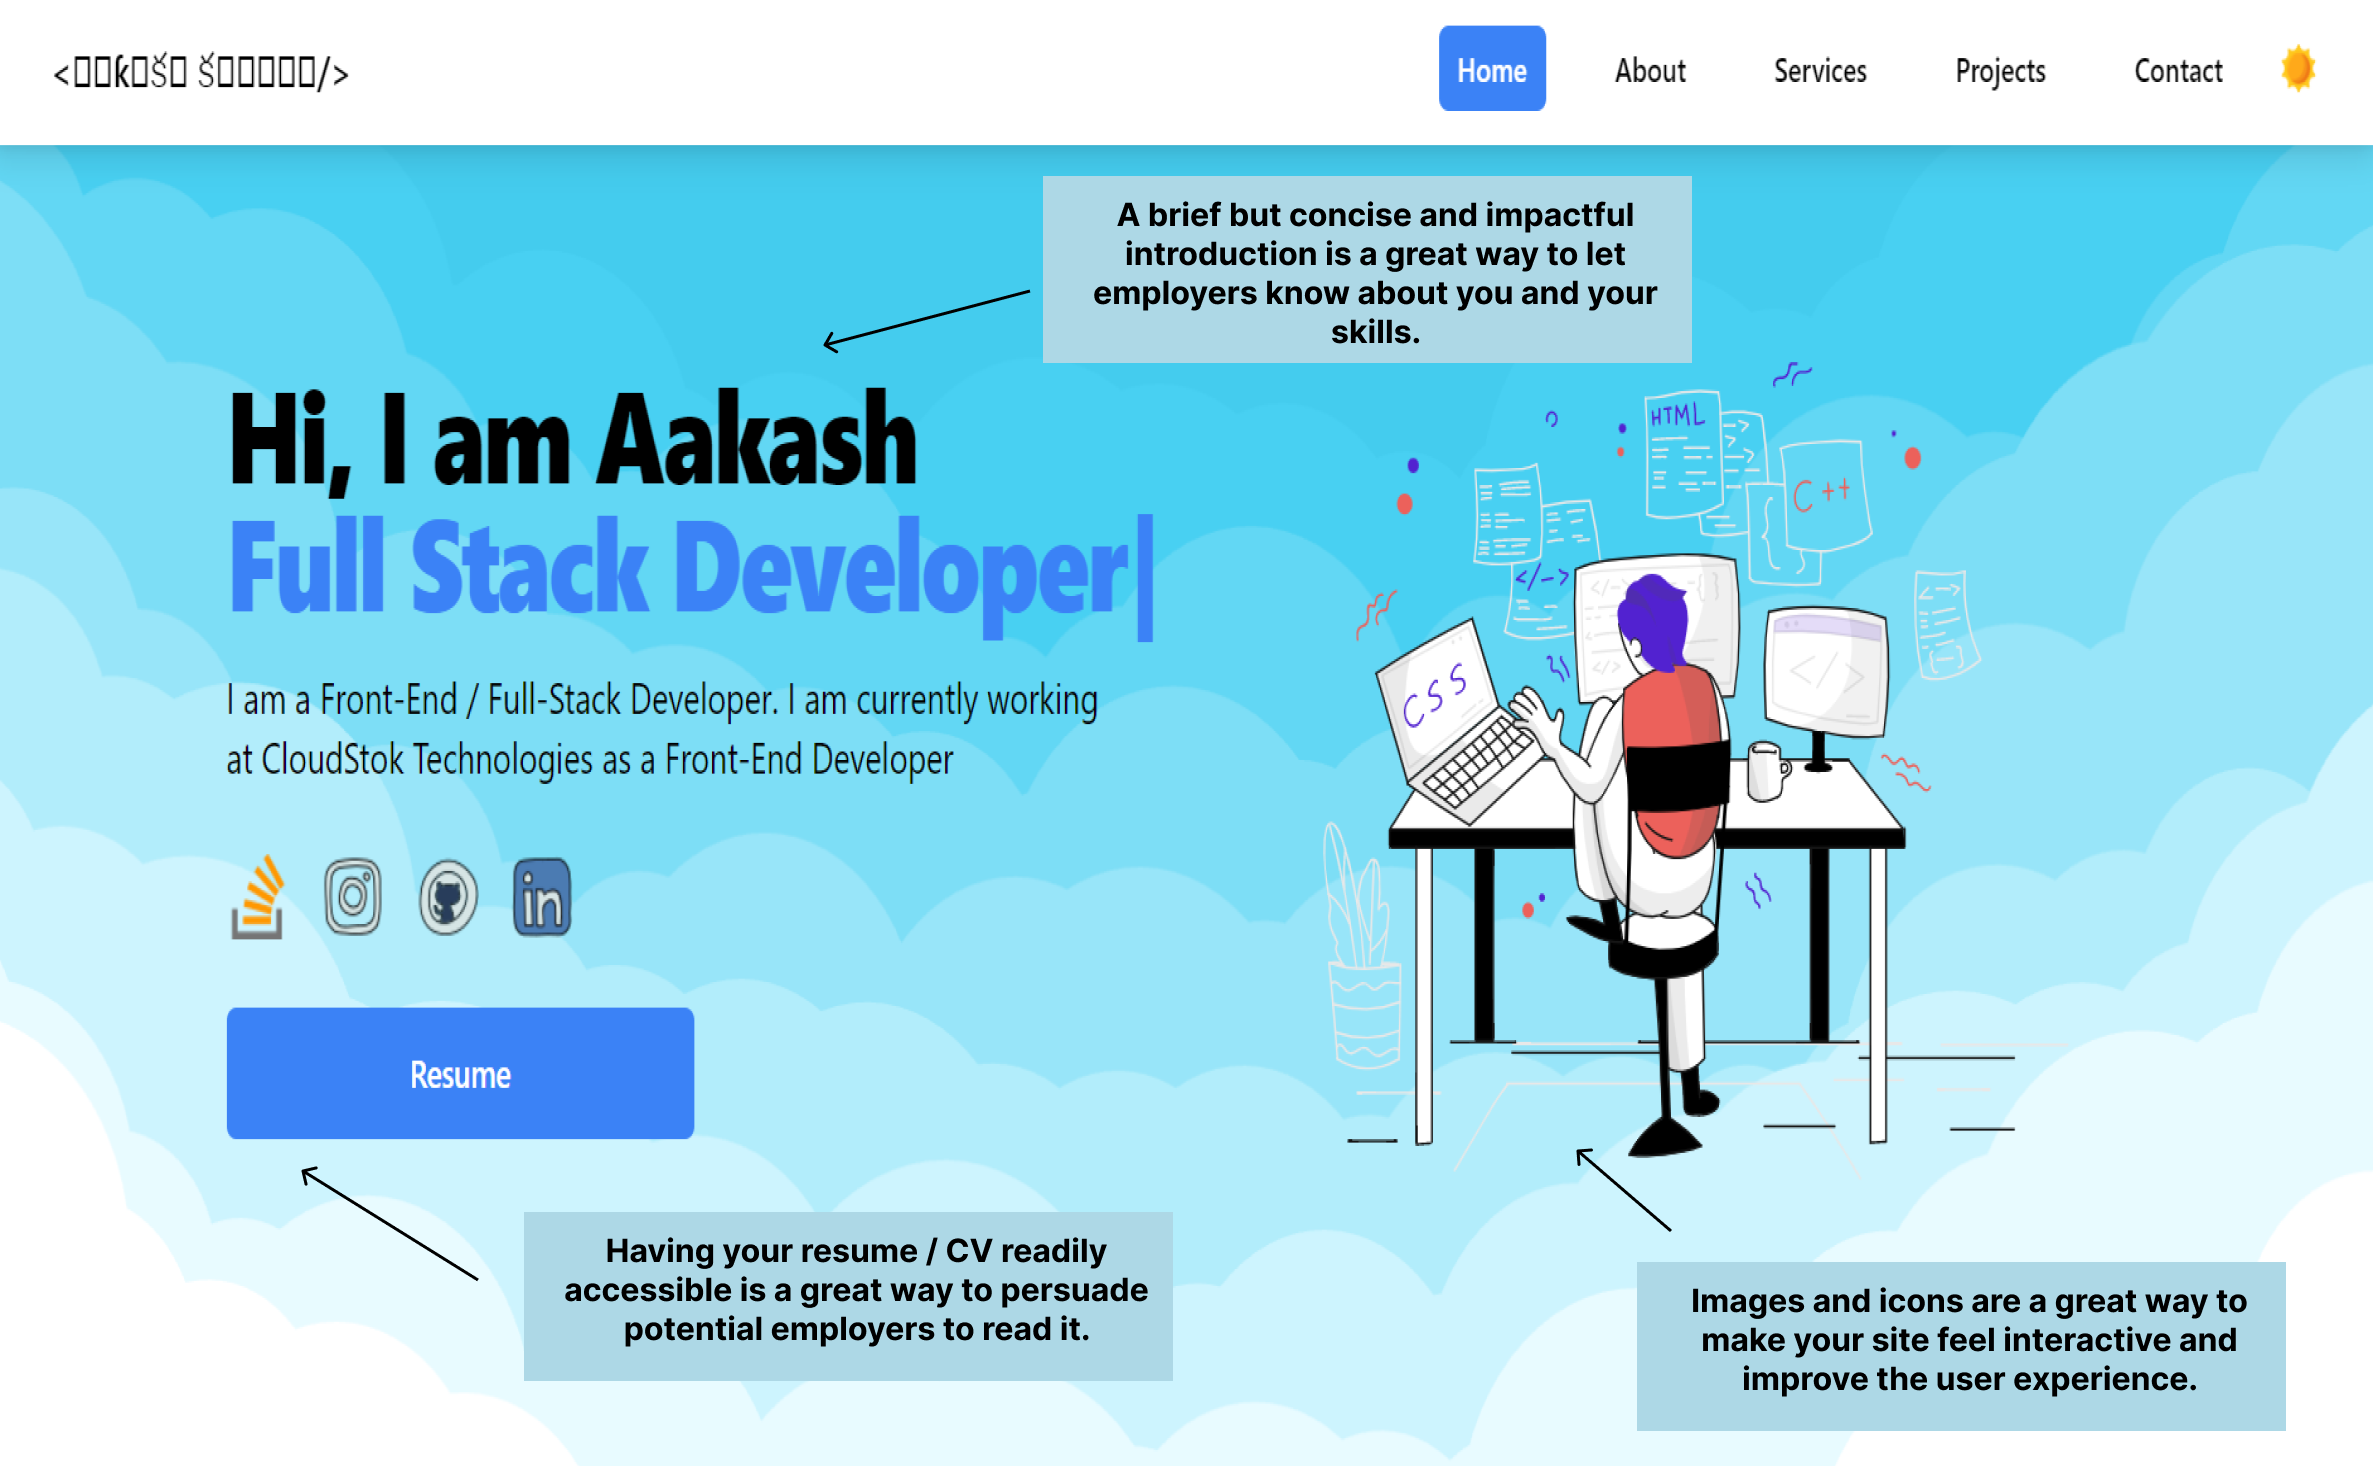 Home About Services Projects Contact
A brief but concise and impactful
introduction is a great way to let
employers know about you and your
skills.
Hi, I am Aakash
Full Stack Developer|
I am a Front-End / Full-Stack Developer. I am currently working
at CloudStok Technologies as a Front-End Developer
in
Resume
HTML
C++
</->
CSS
</>
Having your resume / CV readily
accessible is a great way to persuade
potential employers to read it.
Images and icons are a great way to
make your site feel interactive and
improve the user experience.